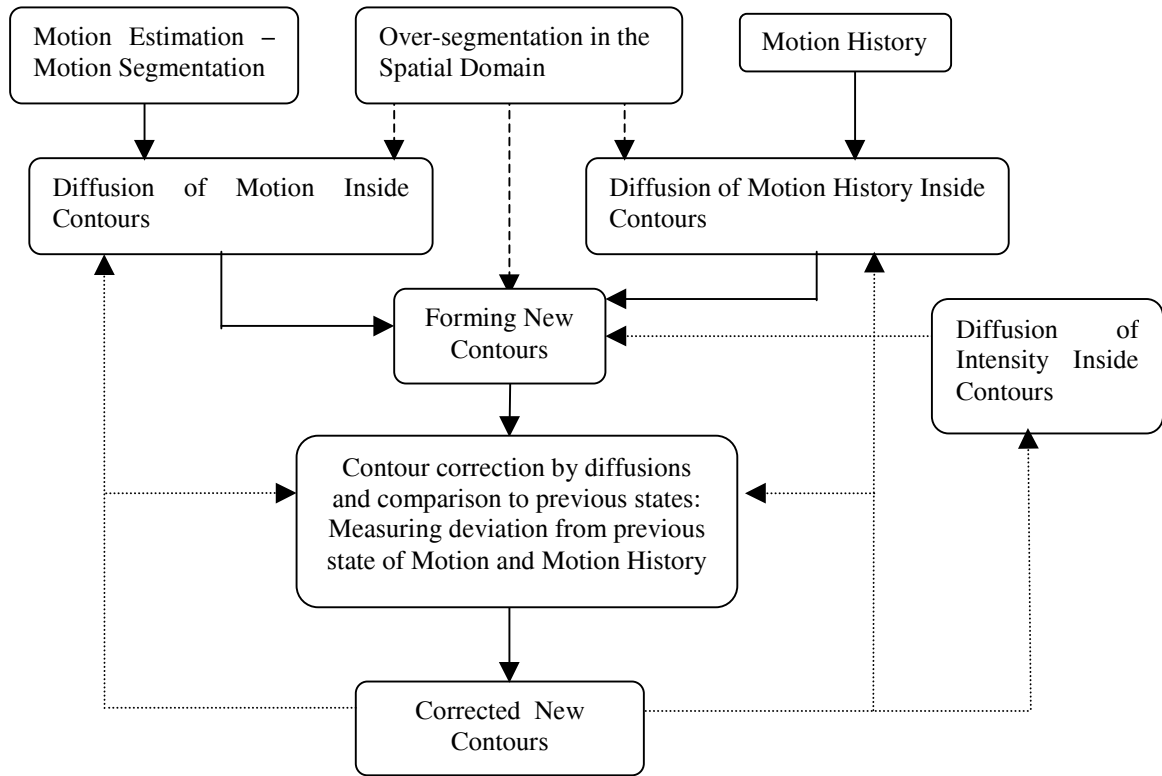 Motion Estimation –
Motion Segmentation
Over-segmentation in the
Spatial Domain
Motion History
Diffusion of Motion Inside
Contours
Diffusion of Motion History Inside
Contours
Forming New
Contours
Diffusion of
Intensity Inside
Contours
Contour correction by diffusions
and comparison to previous states:
Measuring deviation from previous
state of Motion and Motion History
Corrected New
Contours